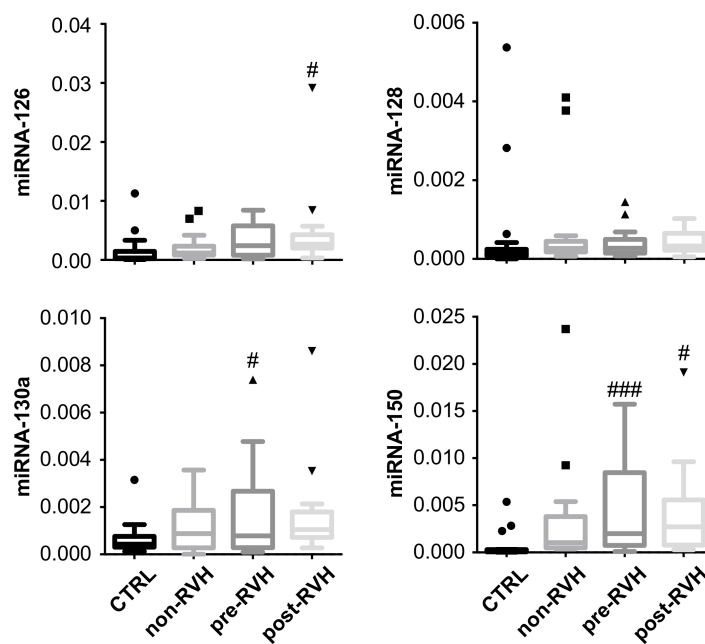 0.04
0.03
0.02
0.01
0.00
miRNA-126
#
0.006
0.004
0.002
0.000
miRNA-128
0.010
0.008
0.006
0.004
0.002
0.000
miRNA-130a
#
CTRL
non-RVH
pre-RVH
post-RVH
0.025
0.020
0.015
0.010
0.005
0.000
miRNA-150
###
#
CTRL
non-RVH
pre-RVH
post-RVH